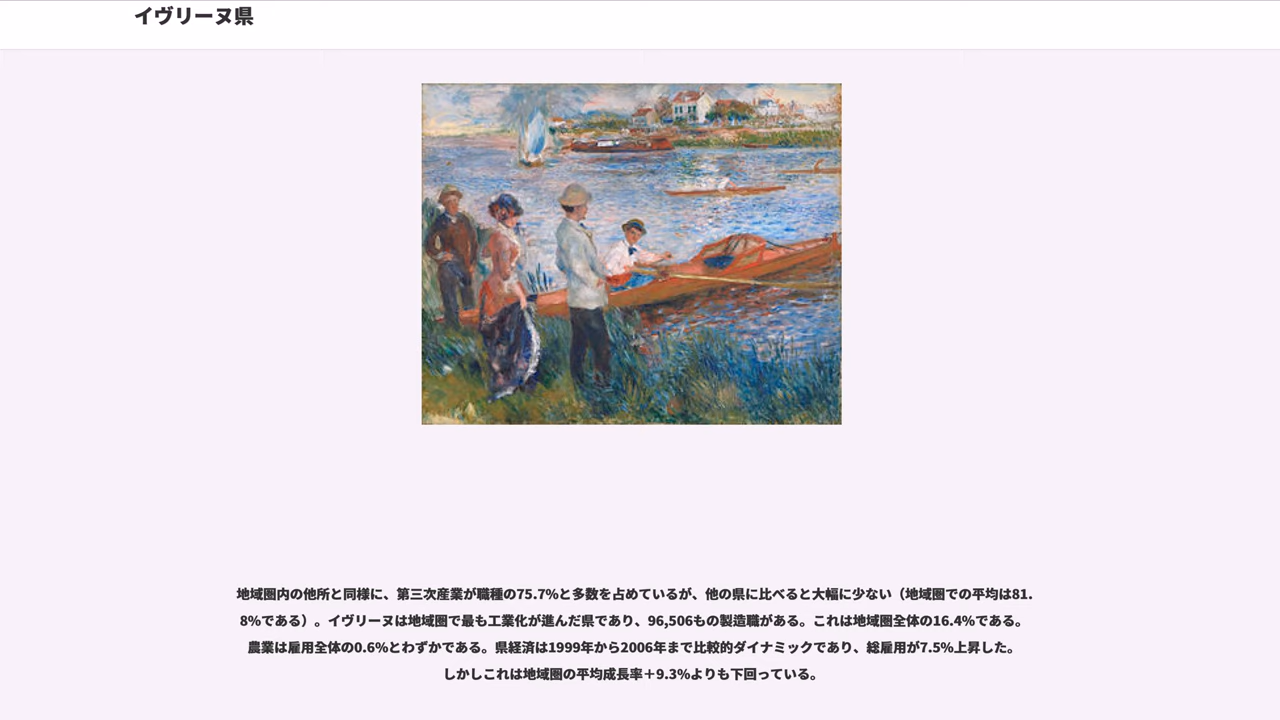 イヴリーヌ県
地域圏内の他所と同様に、第三次産業が職種の75.7%と多数を占めているが、他の県に比べると大幅に少ない（地域圏での平均は81.
8%である）。イヴリーヌは地域圏で最も工業化が進んだ県であり、96,506もの製造職がある。これは地域圏全体の16.4%である。
農業は雇用全体の0.6%とわずかである。県経済は1999年から2006年まで比較的ダイナミックであり、総雇用が7.5%上昇した。
しかしこれは地域圏の平均成長率＋9.3%よりも下回っている。